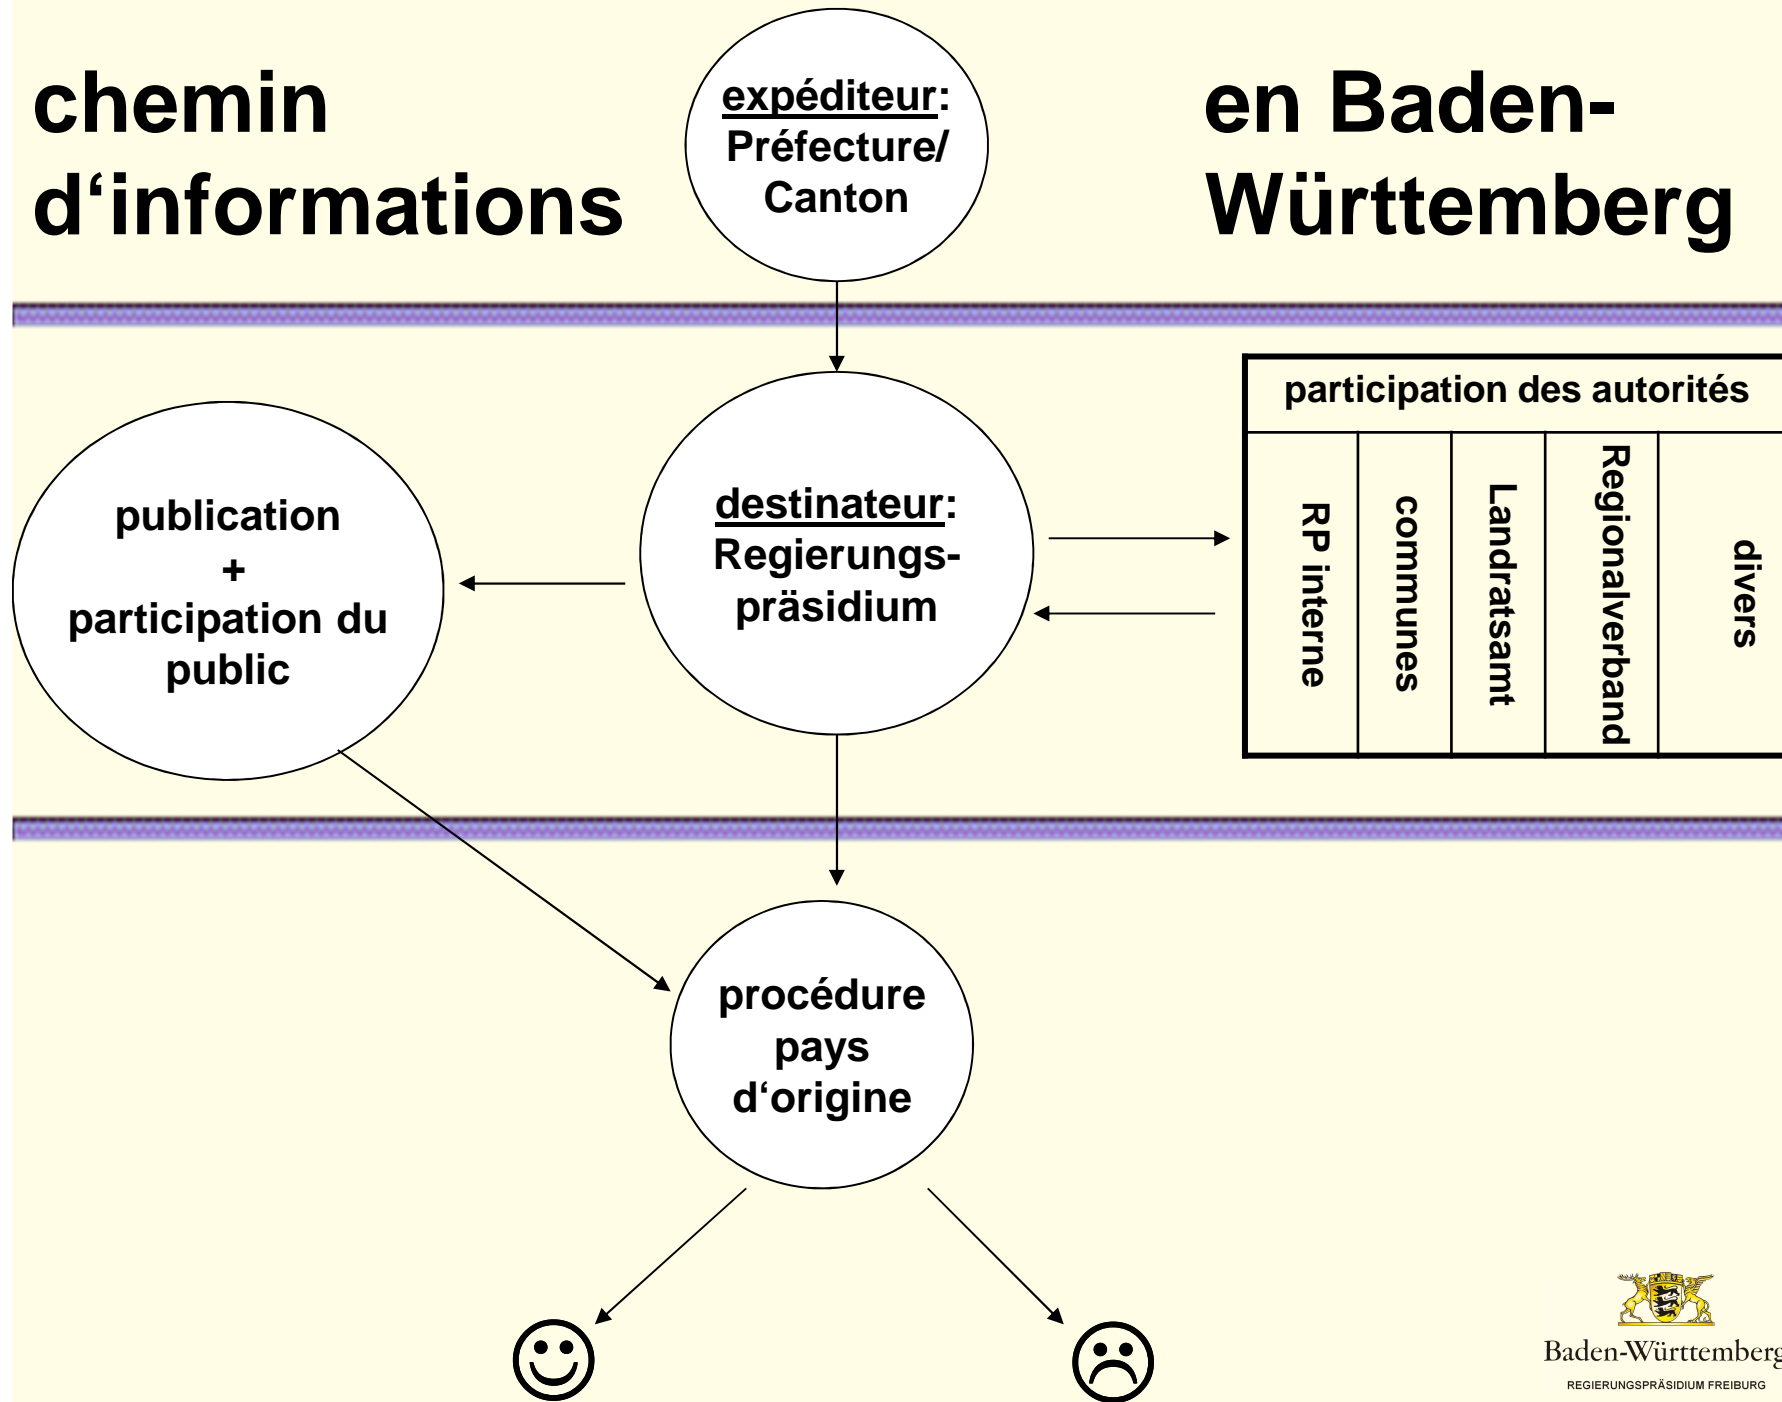 chemin
d‘informations
expéditeur:
Préfecture/
Canton
en Baden-
Württemberg
publication
+
participation du
public
destinateur:
Regierungs-
präsidium
participation des autorités
RP interne
communes
Landratsamt
Regionalverband
divers
procédure
pays
d‘origine
Baden-Württemberg
REGIERUNGSPRÄSIDIUM FREIBURG